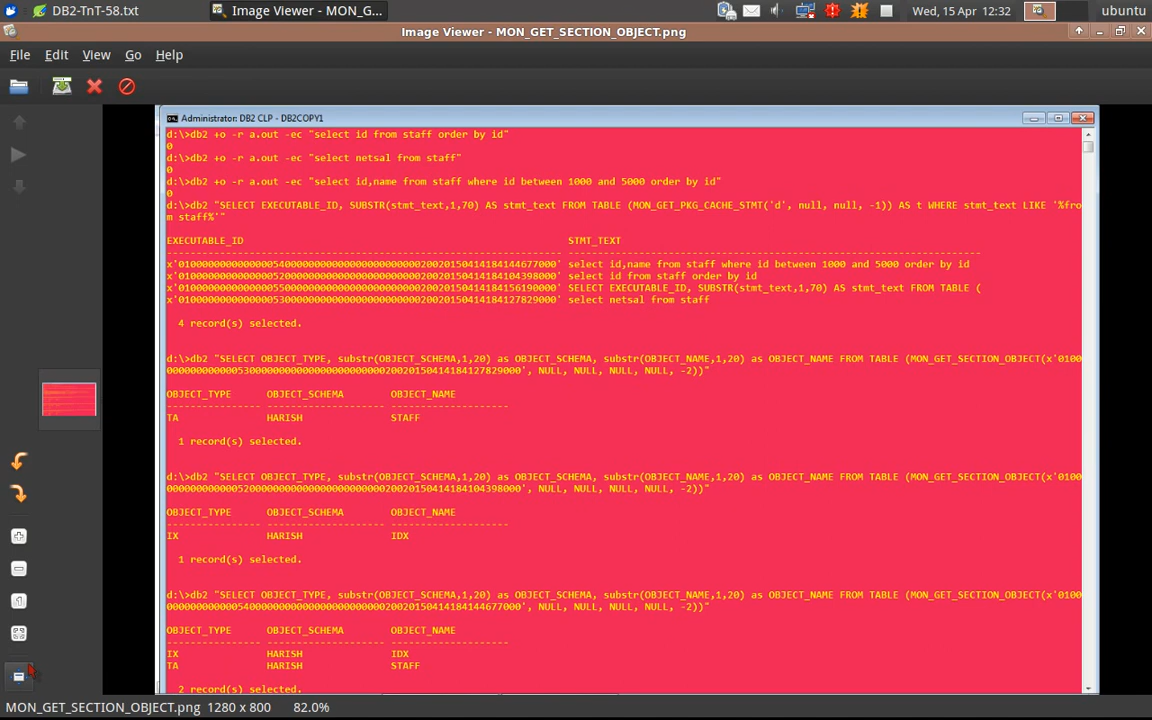 DB2-TnT-58.txt
Image Viewer - MON_G...
Wed, 15 Apr 12:32
ubuntu
Image Viewer - MON_GET_SECTION_OBJECT.png
File Edit View Go Help
Administrator: DB2 CLP - DB2COPY1
d:\>db2 +o -r a.out -ec "select id from staff order by id"
0
d:\>db2 +o -r a.out -ec "select netsal from staff"
0
d:\>db2 +o -r a.out -ec "select id,name from staff where id between 1000 and 5000 order by id"
0
d:\>db2 "SELECT EXECUTABLE_ID, SUBSTR(stmt_text,1,70) AS stmt_text FROM TABLE (MON_GET_PKG_CACHE_STMT('d', null, null, -1)) AS t WHERE stmt_text LIKE '%fro
m staff%'"
EXECUTABLE_ID STMT_TEXT
x'0100000000000000540000000000000000000000020020150414184144677000' select id,name from staff where id between 1000 and 5000 order by id
x'0100000000000000520000000000000000000000020020150414184104398000' select id from staff order by id
x'0100000000000000550000000000000000000000020020150414184156190000' SELECT EXECUTABLE_ID, SUBSTR(stmt_text,1,70) AS stmt_text FROM TABLE (
x'0100000000000000530000000000000000000000020020150414184127829000' select netsal from staff
4 record(s) selected.
d:\>db2 "SELECT OBJECT_TYPE, substr(OBJECT_SCHEMA,1,20) as OBJECT_SCHEMA, substr(OBJECT_NAME,1,20) as OBJECT_NAME FROM TABLE (MON_GET_SECTION_OBJECT(x'0100
000000000000530000000000000000000000020020150414184127829000', NULL, NULL, NULL, NULL, -2))"
OBJECT_TYPE OBJECT_SCHEMA OBJECT_NAME
TA HARISH STAFF
1 record(s) selected.
d:\>db2 "SELECT OBJECT_TYPE, substr(OBJECT_SCHEMA,1,20) as OBJECT_SCHEMA, substr(OBJECT_NAME,1,20) as OBJECT_NAME FROM TABLE (MON_GET_SECTION_OBJECT(x'0100
000000000000520000000000000000000000020020150414184104398000', NULL, NULL, NULL, NULL, -2))"
OBJECT_TYPE OBJECT_SCHEMA OBJECT_NAME
IX HARISH IDX
1 record(s) selected.
d:\>db2 "SELECT OBJECT_TYPE, substr(OBJECT_SCHEMA,1,20) as OBJECT_SCHEMA, substr(OBJECT_NAME,1,20) as OBJECT_NAME FROM TABLE (MON_GET_SECTION_OBJECT(x'0100
000000000000540000000000000000000000020020150414184144677000', NULL, NULL, NULL, NULL, -2))"
OBJECT_TYPE OBJECT_SCHEMA OBJECT_NAME
IX HARISH IDX
TA HARISH STAFF
2 record(s) selected.
MON_GET_SECTION_OBJECT.png 1280 x 800 82.0%